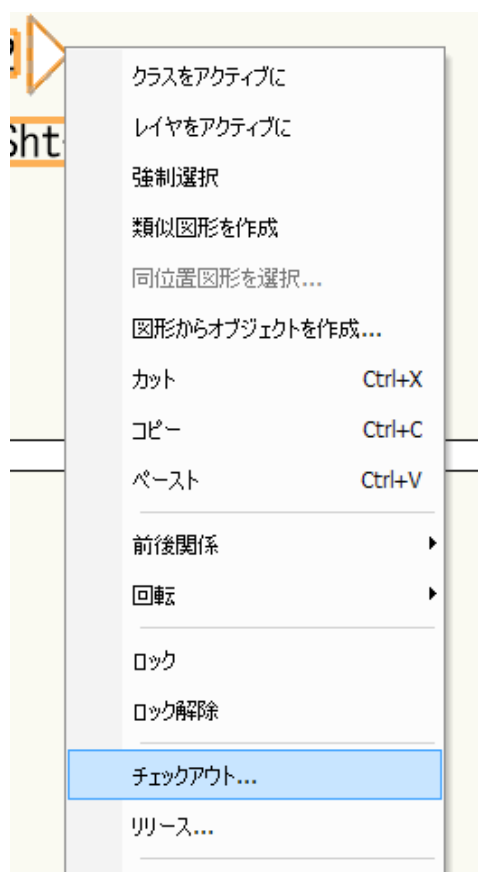 Sht
クラスをアクティブに
レイヤをアクティブに
強制選択
類似図形を作成
同位置図形を選択...
図形からオブジェクトを作成...
カット Ctrl+X
コピー Ctrl+C
ペースト Ctrl+V
前後関係
回転
ロック
ロック解除
チェックアウト...
リリース...